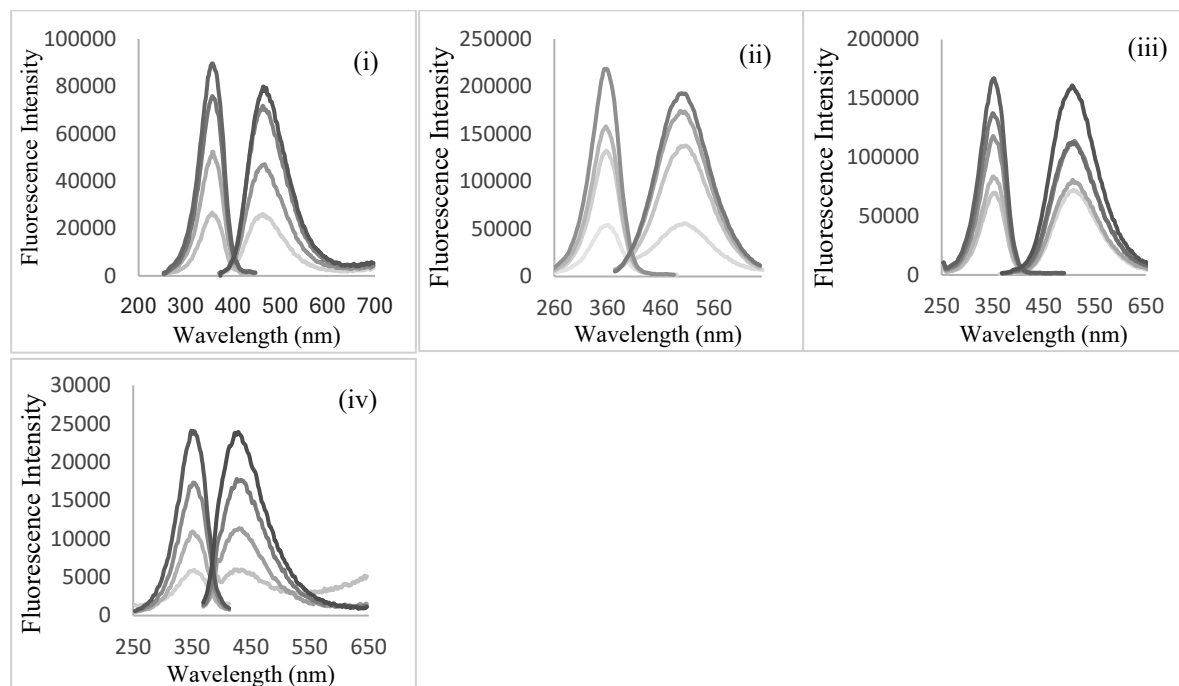 (i)
Fluorescence Intensity
100000
80000
60000
40000
20000
0
200 300 400 500 600 700
Wavelength (nm)
(ii)
Fluorescence Intensity
250000
200000
150000
100000
50000
0
260 360 460 560
Wavelength (nm)
(iii)
Fluorescence Intensity
200000
150000
100000
50000
0
250 350 450 550 650
Wavelength (nm)
(iv)
Fluorescence Intensity
30000
25000
20000
15000
10000
5000
0
250 350 450 550 650
Wavelength (nm)